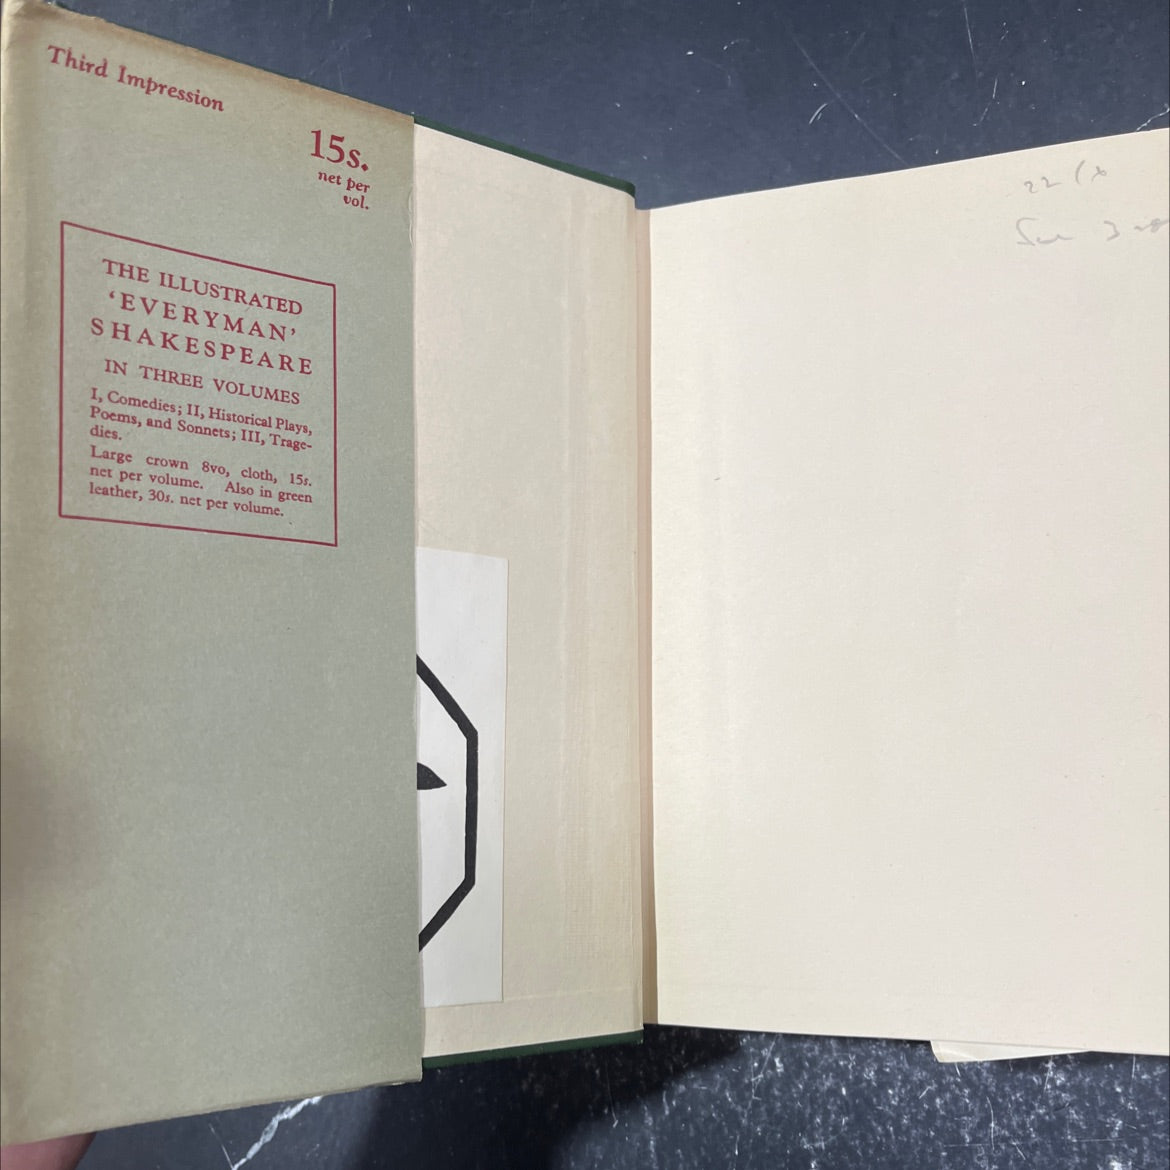 Third Impression
15s.
net per
vol.
THE ILLUSTRATED
‘EVERYMAN’
SHAKESPEARE
IN THREE VOLUMES
I, Comedies; II, Historical Plays,
Poems, and Sonnets; III, Trage-
dies.
Large crown 8vo, cloth, 15s.
net per volume. Also in green
leather, 30s. net per volume.
22
3